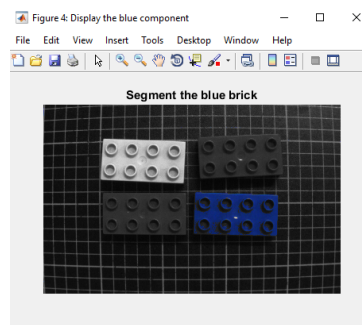 Figure 4: Display the blue component
File Edit View Insert Tools Desktop Window Help
Segment the blue brick